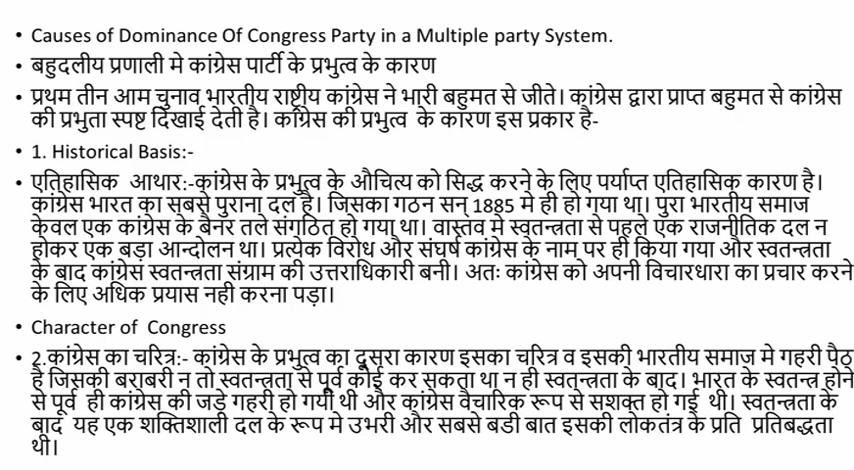 • Causes of Dominance Of Congress Party in a Multiple party System.
• बहुदलीय प्रणाली मे कांग्रेस पार्टी के प्रभुत्व के कारण
• प्रथम तीन आम चुनाव भारतीय राष्ट्रीय कांग्रेस ने भारी बहुमत से जीते। कांग्रेस द्वारा प्राप्त बहुमत से कांग्रेस
की प्रभुता स्पष्ट दिखाई देती है। कांग्रेस की प्रभुत्व के कारण इस प्रकार है-
• 1. Historical Basis:-
• एतिहासिक आथार:-कांग्रेस के प्रभुत्व के औचित्य को सिद्ध करने के लिए पर्याप्त एतिहासिक कारण है।
कांग्रेस भारत का सबसे पुराना दल है। जिसका गठन सन् 1885 मे ही हो गया था। पुरा भारतीय समाज
केवल एक कांग्रेस के बैनर तले संगठित हो गया था। वास्तव मे स्वतन्त्रता से पहले एक राजनीतिक दल न
होकर एक बड़ा आन्दोलन था। प्रत्येक विरोध और संघर्ष कांग्रेस के नाम पर ही किया गया और स्वतन्त्रता
के बाद कांग्रेस स्वतन्त्रता संग्राम की उत्तराधिकारी बनी। अतः कांग्रेस को अपनी विचारधारा का प्रचार करने
के लिए अधिक प्रयास नही करना पड़ा।
• Character of Congress
• 2.कांग्रेस का चरित्र:- कांग्रेस के प्रभुत्व का दूसरा कारण इसका चरित्र व इसकी भारतीय समाज मे गहरी पैठ
है जिसकी बराबरी न तो स्वतन्त्रता से पूर्व कोई कर सकता था न ही स्वतन्त्रता के बाद। भारत के स्वतन्त्र होने
से पूर्व ही कांग्रेस की जड़े गहरी हो गयी थी और कांग्रेस वैचारिक रूप से सशक्त हो गई थी। स्वतन्त्रता के
बाद यह एक शक्तिशाली दल के रूप मे उभरी और सबसे बडी बात इसकी लोकतंत्र के प्रति प्रतिबद्धता
थी।